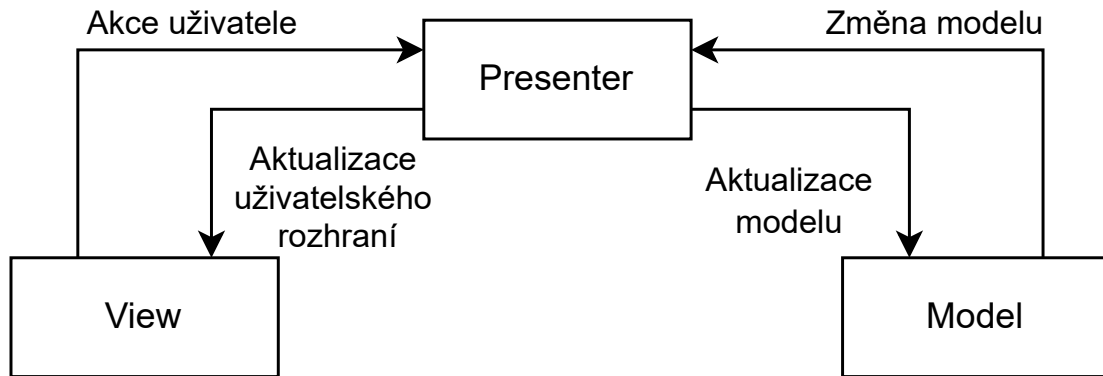 Akce uživatele
Změna modelu
Presenter
Aktualizace
uživatelského
rozhraní
Aktualizace
modelu
View
Model